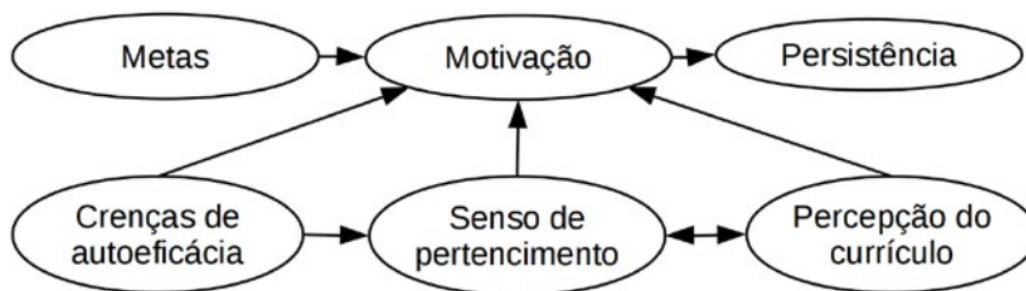 Metas
Motivação
Persistência
Crenças de
autoeficácia
Senso de
pertencimento
Percepção do
currículo